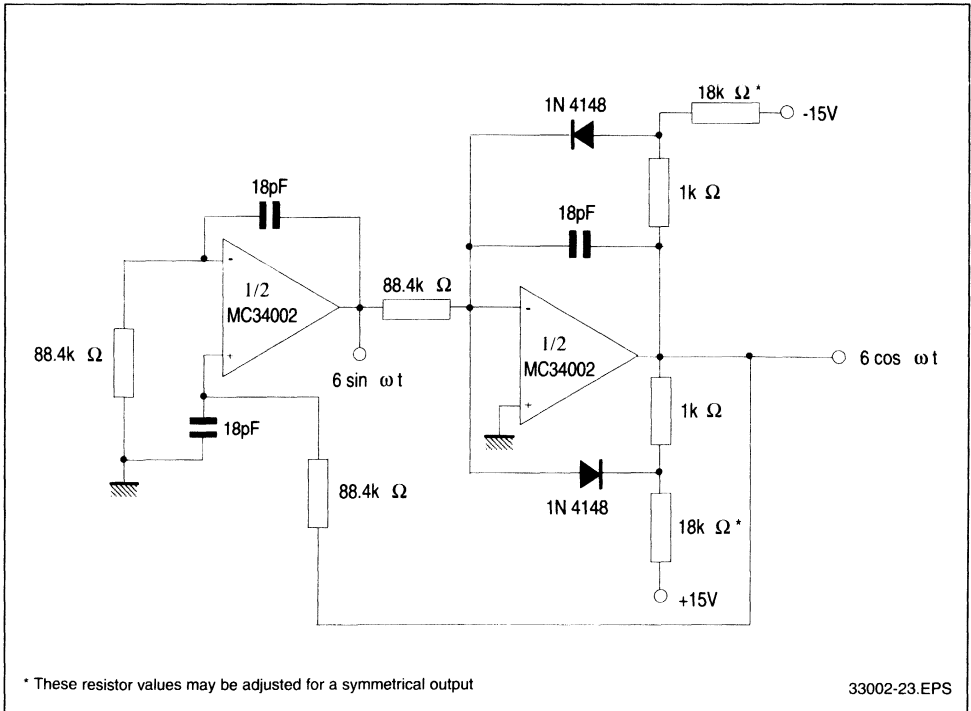 18k Ω *
1N 4148
-15V
1k Ω
18pF
18pF
88.4k Ω
-
1/2
MC34002
+
88.4k Ω
6 sin ω t
-
1/2
MC34002
+
6 cos ω t
1k Ω
18pF
88.4k Ω
1N 4148
18k Ω *
+15V
* These resistor values may be adjusted for a symmetrical output
33002-23.EPS